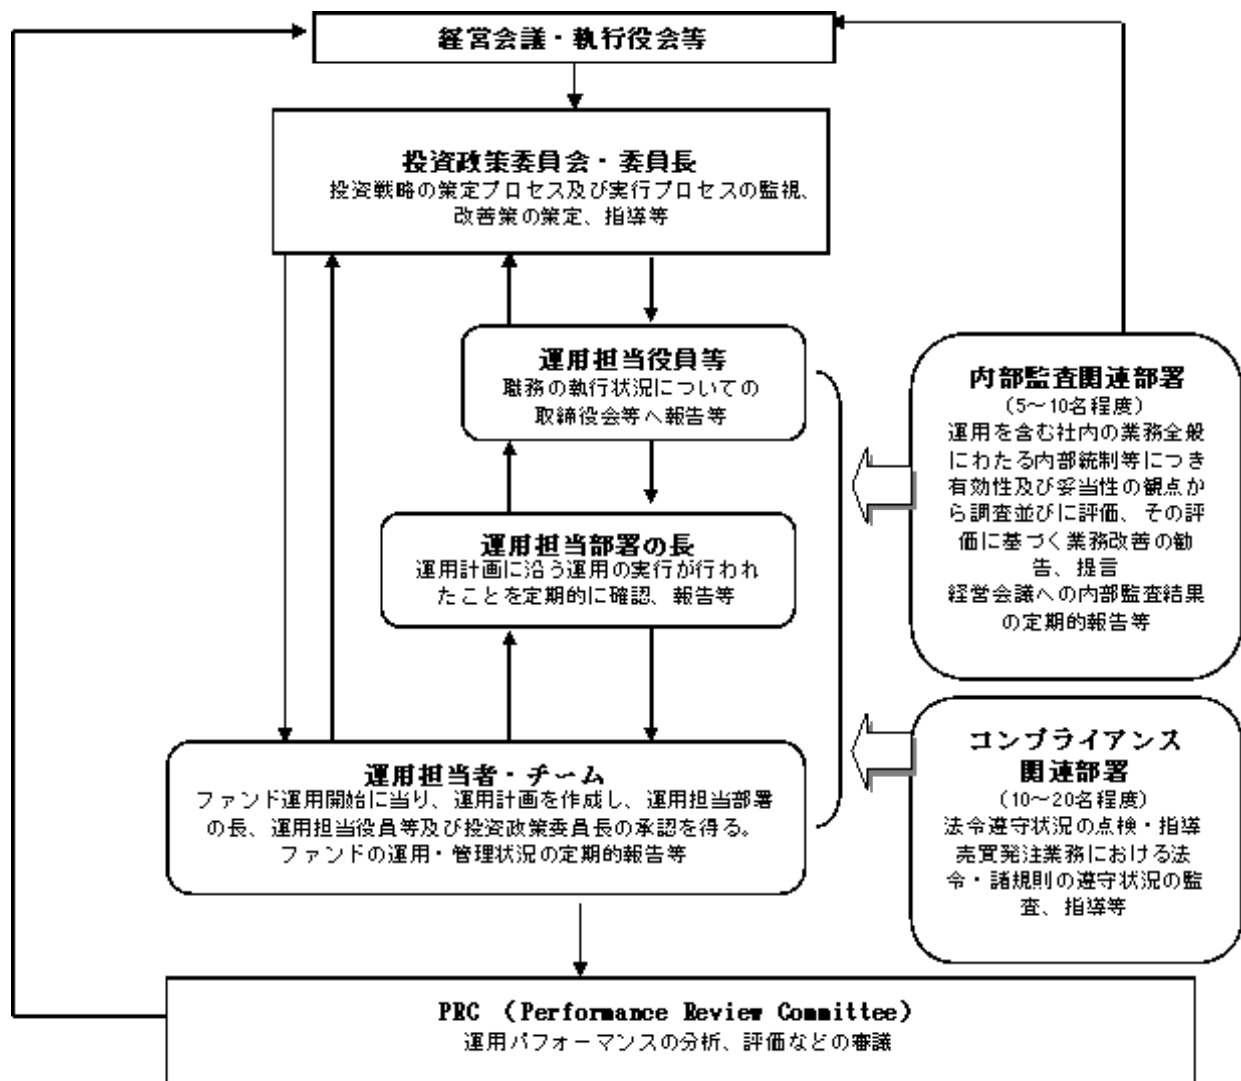 経営会議・執行役会等
投資政策委員会・委員長
投資戦略の策定プロセス及び実行プロセスの監視、
改善策の策定、指導等
運用担当役員等
職務の執行状況についての
取締役会等へ報告等
運用担当部署の長
運用計画に沿う運用の実行が行われ
たことを定期的に確認、報告等
運用担当者・チーム
ファンド運用開始に当り、運用計画を作成し、運用担当部署
の長、運用担当役員等及び投資政策委員長の承認を得る。
ファンドの運用・管理状況の定期的報告等
内部監査関連部署
(5～10名程度)
運用を含む社内の業務全般
にわたる内部統制等につき
有効性及び妥当性の観点か
ら調査並びに評価、その評
価に基づく業務改善の勧
告、提言
経営会議への内部監査結果
の定期的報告等
コンプライアンス
関連部署
(10～20名程度)
法令遵守状況の点検・指導
売買発注業務における法
令・諸規則の遵守状況の監
査、指導等
PRC （Performance Review Committee）
運用パフォーマンスの分析、評価などの審議